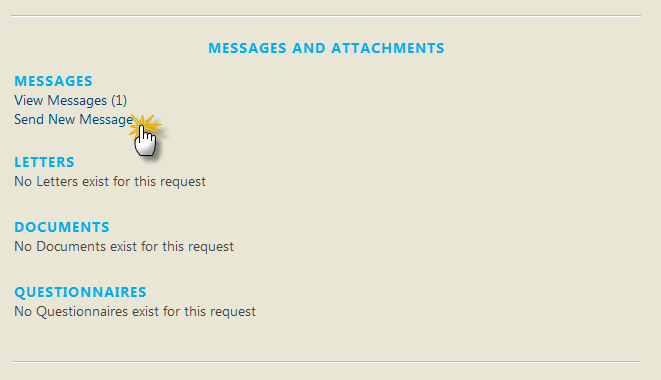 MESSAGES AND ATTACHMENTS
MESSAGES
View Messages (1)
Send New Message
LETTERS
No Letters exist for this request
DOCUMENTS
No Documents exist for this request
QUESTIONNAIRES
No Questionnaires exist for this request